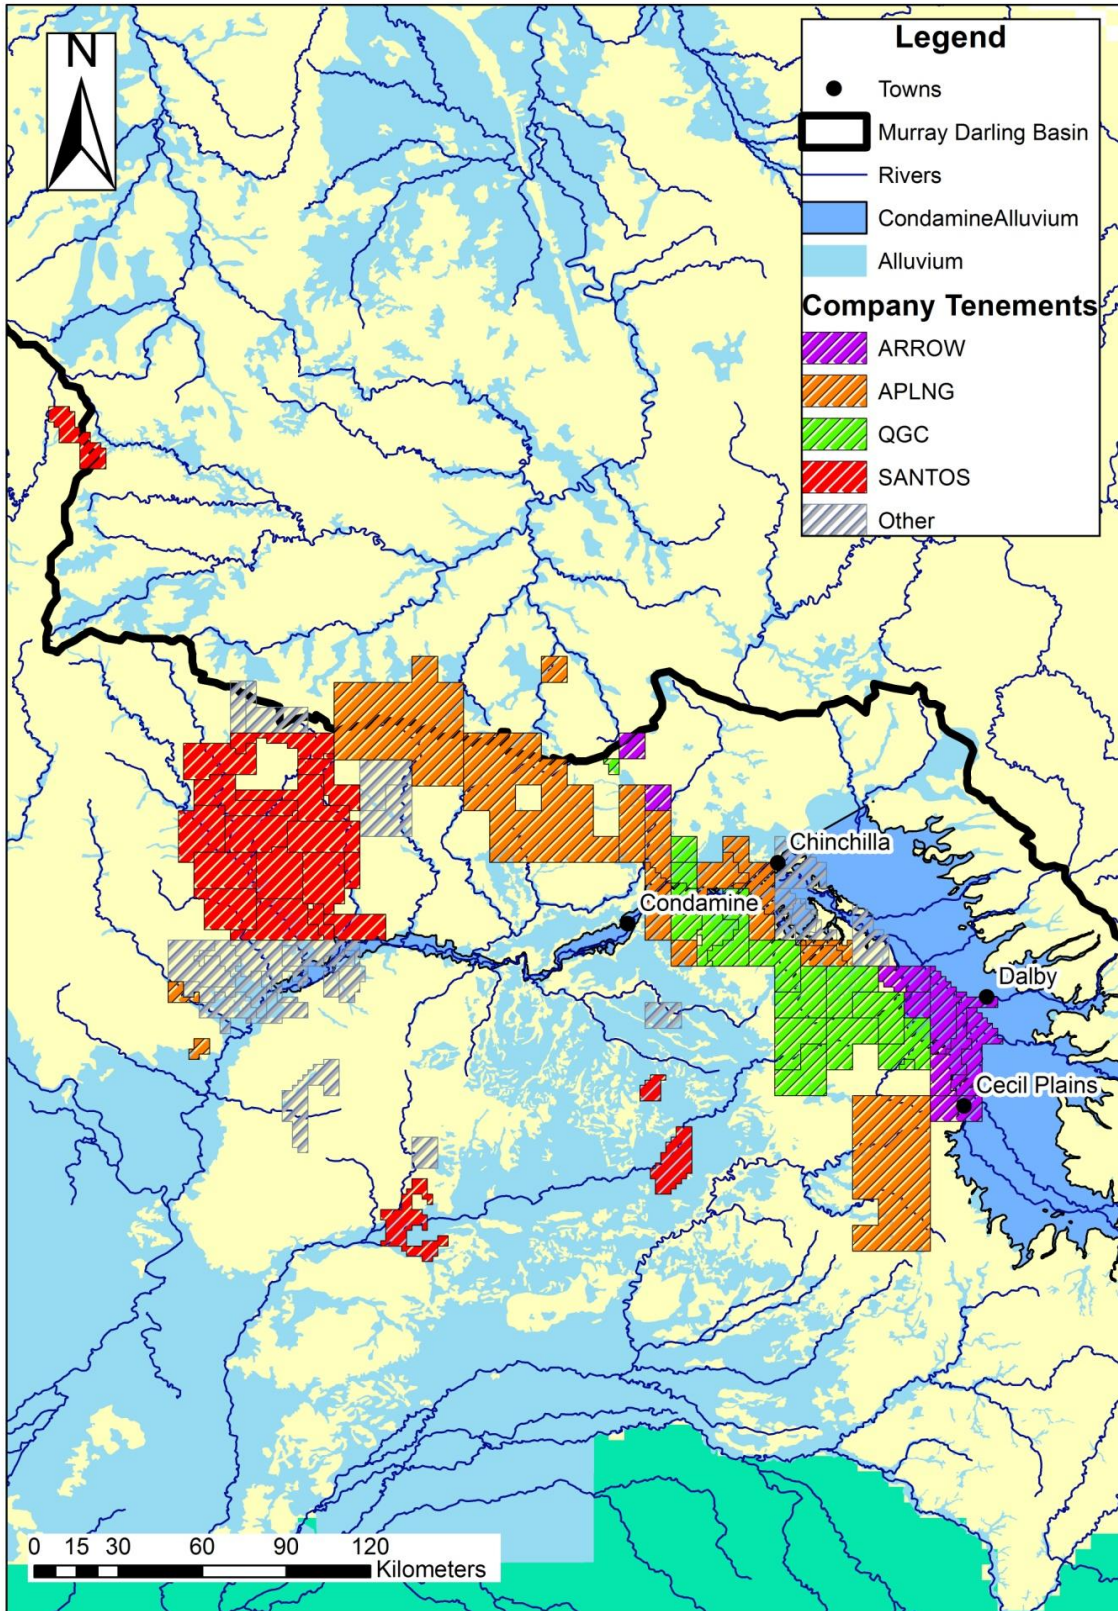 N
Legend
Towns
Murray Darling Basin
Rivers
CondamineAlluvium
Alluvium
Company Tenements
ARROW
APLNG
QGC
SANTOS
Other
Chinchilla
Condamine
Dalby
Cecil Plains
0 15 30 60 90 120
Kilometers